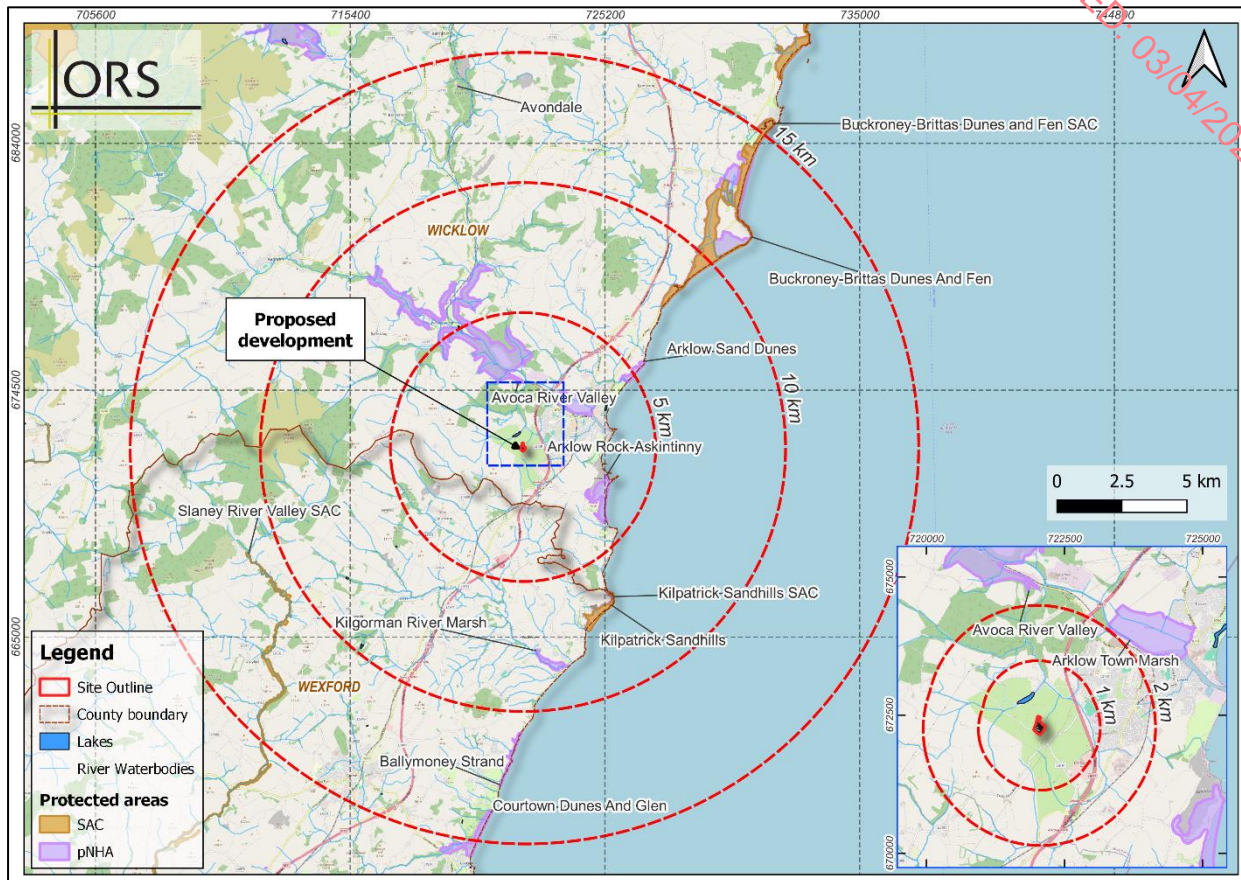 705600
715400
725200
735000
744800
ED: 03/04/202
ORS
684000
674500
665000
Avondale
Buckroney-Brittas Dunes and Fen SAC
15 km
WICKLOW
Buckroney-Brittas Dunes And Fen
Proposed
development
Arklow Sand Dunes
10 km
Avoca River Valley
5 km
Arklow Rock-Askintinny
Slaney River Valley SAC
0 2.5 5 km
Kilpatrick Sandhills SAC
Kilgorman River Marsh
Kilpatrick Sandhills
WEXFORD
Ballymoney Strand
Courtown Dunes And Glen
Legend
Site Outline
County boundary
Lakes
River Waterbodies
Protected areas
SAC
pNHA
720000
722500
725000
675000
672500
670000
Avoca River Valley
Arklow Town Marsh
1 km
2 km